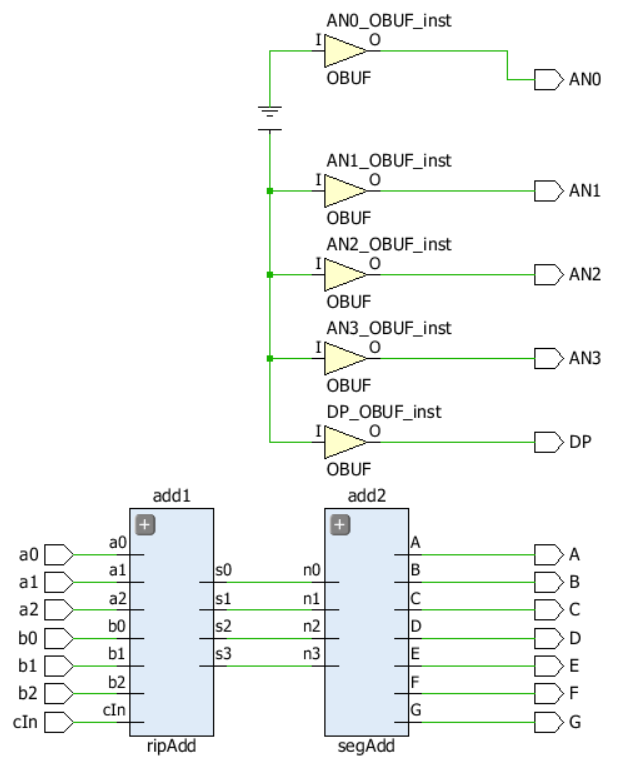 AN0_OBUF_inst
I O
OBUF
AN0
AN1_OBUF_inst
I O
OBUF
AN1
AN2_OBUF_inst
I O
OBUF
AN2
AN3_OBUF_inst
I O
OBUF
AN3
DP_OBUF_inst
I O
OBUF
DP
add1 add2
a0 a0 A A
a1 a1 s0 n0 B B
a2 a2 s1 n1 C C
b0 b0 s2 n2 D D
b1 b1 s3 n3 E E
b2 b2 F F
cIn cIn G G
ripAdd segAdd